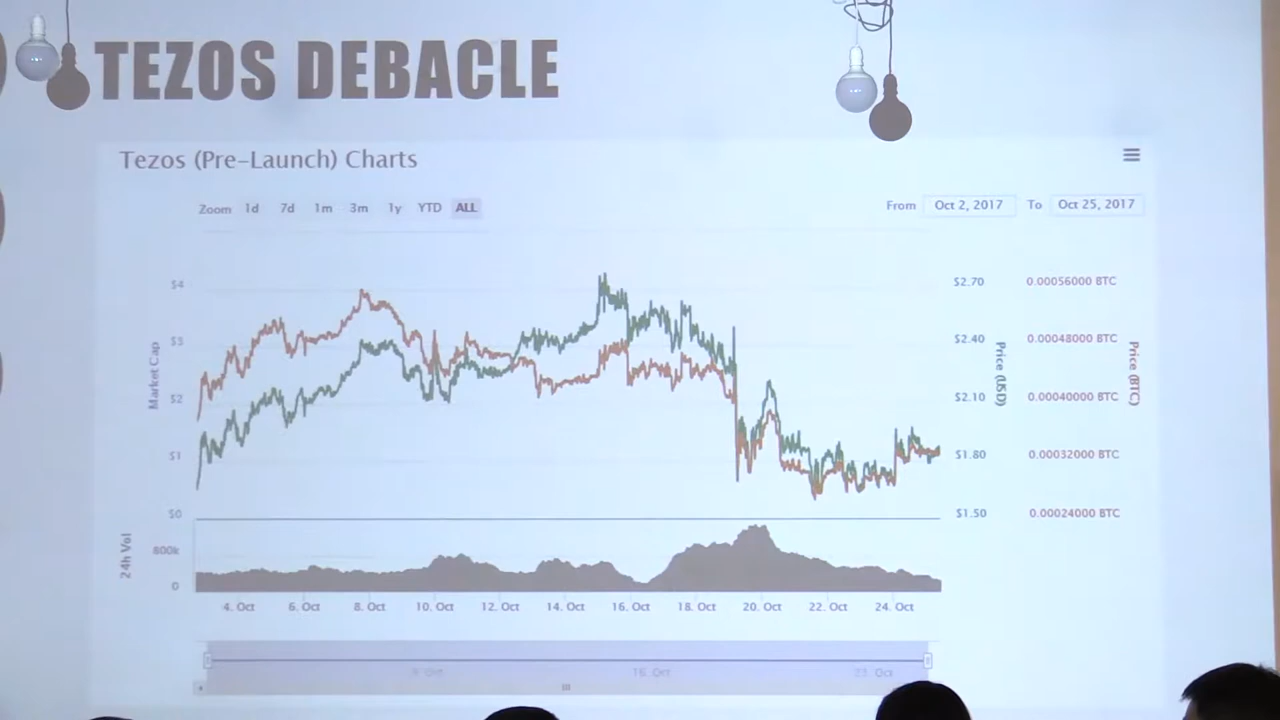 TEZOS DEBACLE
Tezos (Pre-Launch) Charts
Zoom 1d 7d 1m 3m 1y YTD ALL
From Oct 2, 2017 To Oct 25, 2017
$4
$3
$2
$1
$0
Market Cap
$2.70
$2.40
$2.10
$1.80
$1.50
Price (USD)
0.00056000 BTC
0.00048000 BTC
0.00040000 BTC
0.00032000 BTC
0.00024000 BTC
Price (BTC)
24h Vol
800k
0
4. Oct 6. Oct 8. Oct 10. Oct 12. Oct 14. Oct 16. Oct 18. Oct 20. Oct 22. Oct 24. Oct
9. Oct 16. Oct 23. Oct